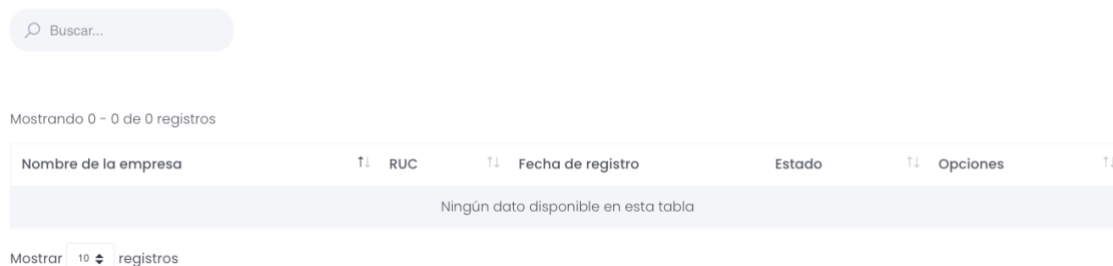 Buscar...
Mostrando 0 - 0 de 0 registros
Nombre de la empresa RUC Fecha de registro Estado Opciones
Ningún dato disponible en esta tabla
Mostrar 10 registros